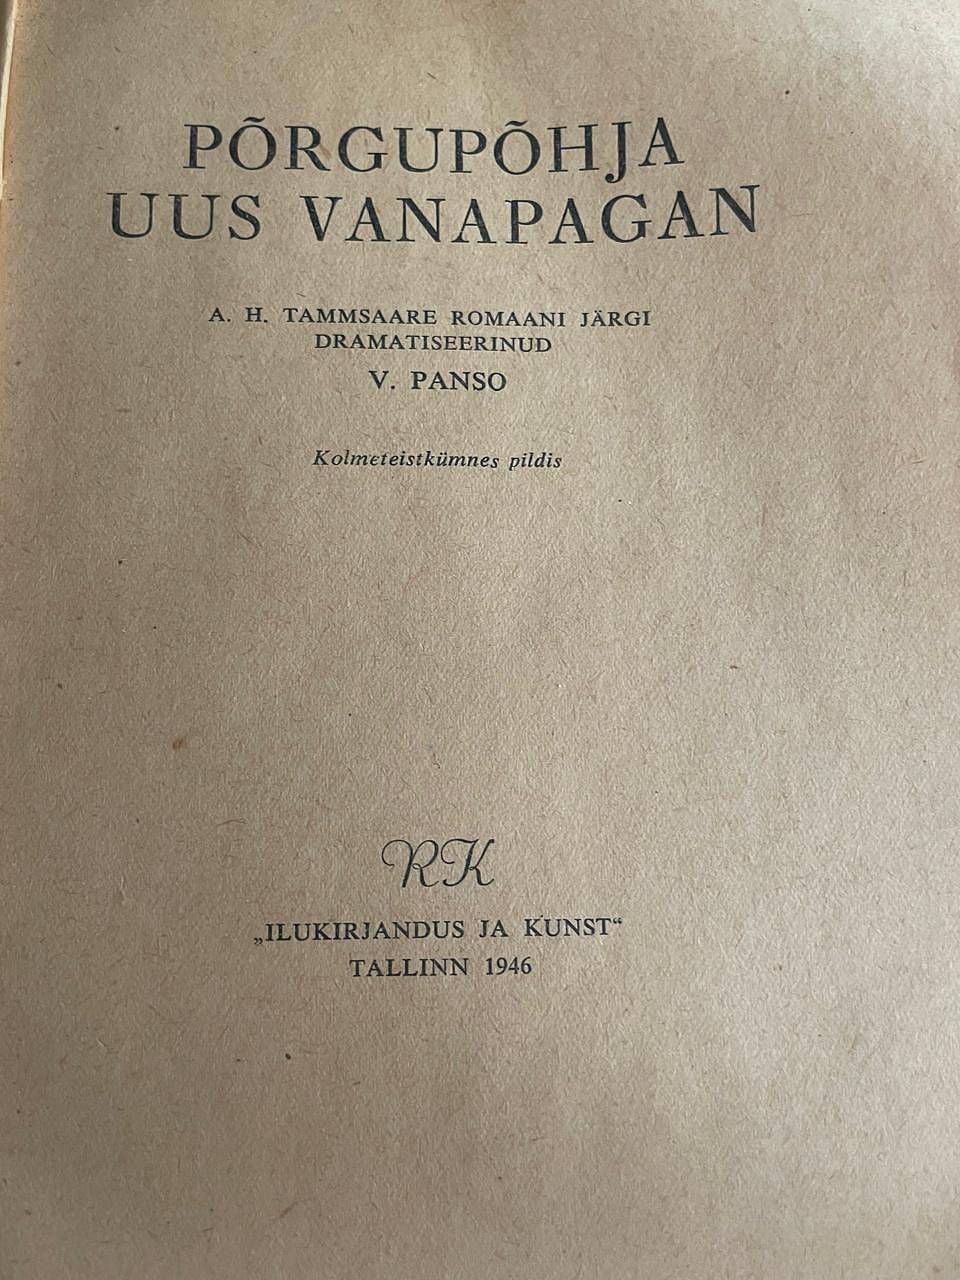 PÕRGUPÕHJA
UUS VANAPAGAN
A. H. TAMMSAARE ROMAANI JÄRGI
DRAMATISEERINUD
V. PANSO
Kolmeteistkümnes pildis
RK
„ILUKIRJANDUS JA KUNST“
TALLINN 1946